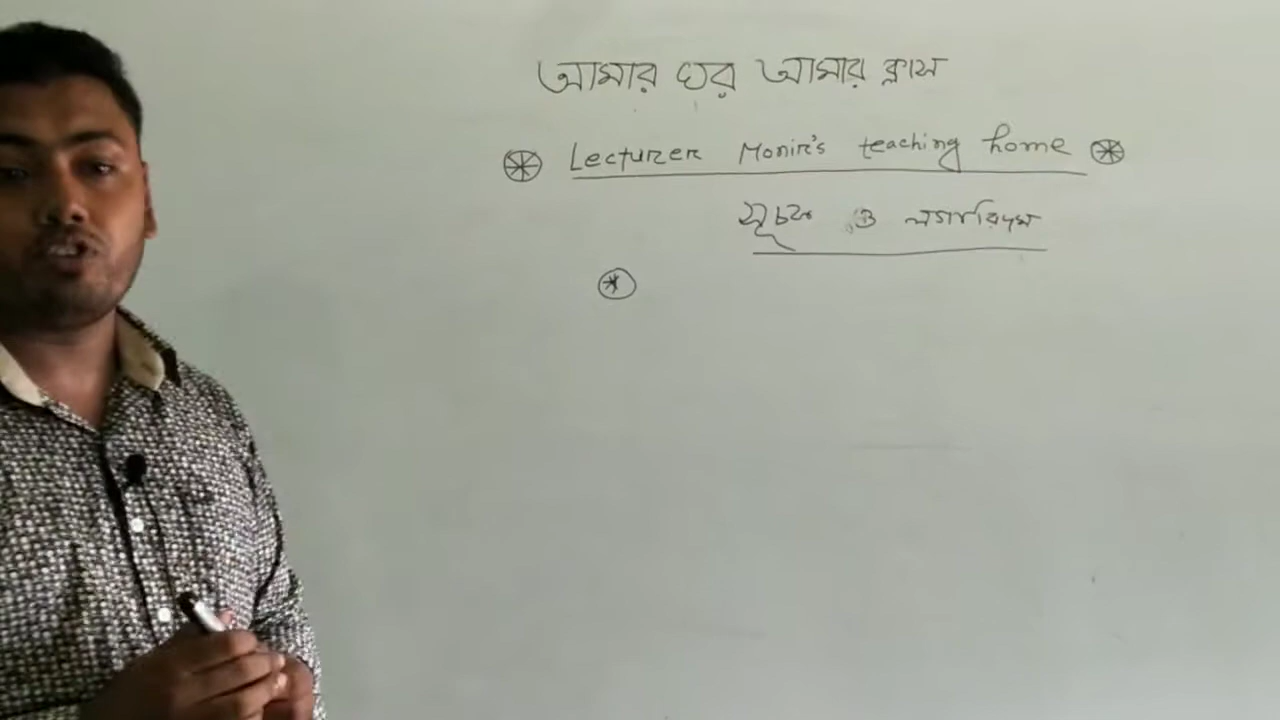 আমার ঘর আমার ক্লাস
Lecturer Monir's teaching home
সূচক ও লগারিদম